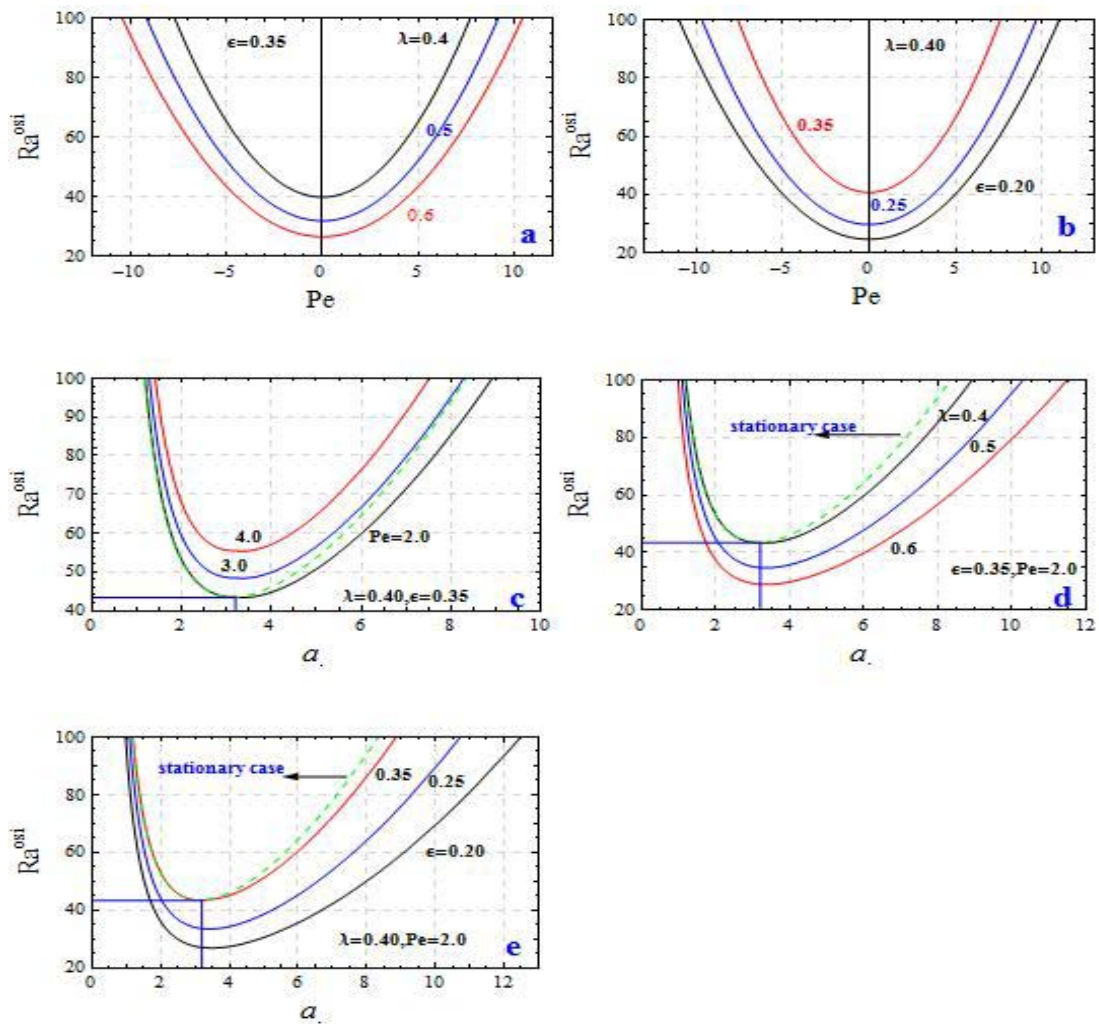 100
80
60
40
20
Ra^osi
ϵ=0.35
λ=0.4
0.5
0.6
a
−10
−5
0
5
10
Pe
100
80
60
40
20
Ra^osi
λ=0.40
0.35
0.25
ϵ=0.20
b
−10
−5
0
5
10
Pe
100
90
80
70
60
50
40
Ra^osi
4.0
3.0
Pe=2.0
λ=0.40,ϵ=0.35
c
0
2
4
6
8
10
a.
100
80
60
40
20
Ra^osi
stationary case
λ=0.4
0.5
0.6
ϵ=0.35,Pe=2.0
d
0
2
4
6
8
10
12
a.
100
80
60
40
20
Ra^osi
stationary case
0.35
0.25
ϵ=0.20
λ=0.40,Pe=2.0
e
0
2
4
6
8
10
12
a.